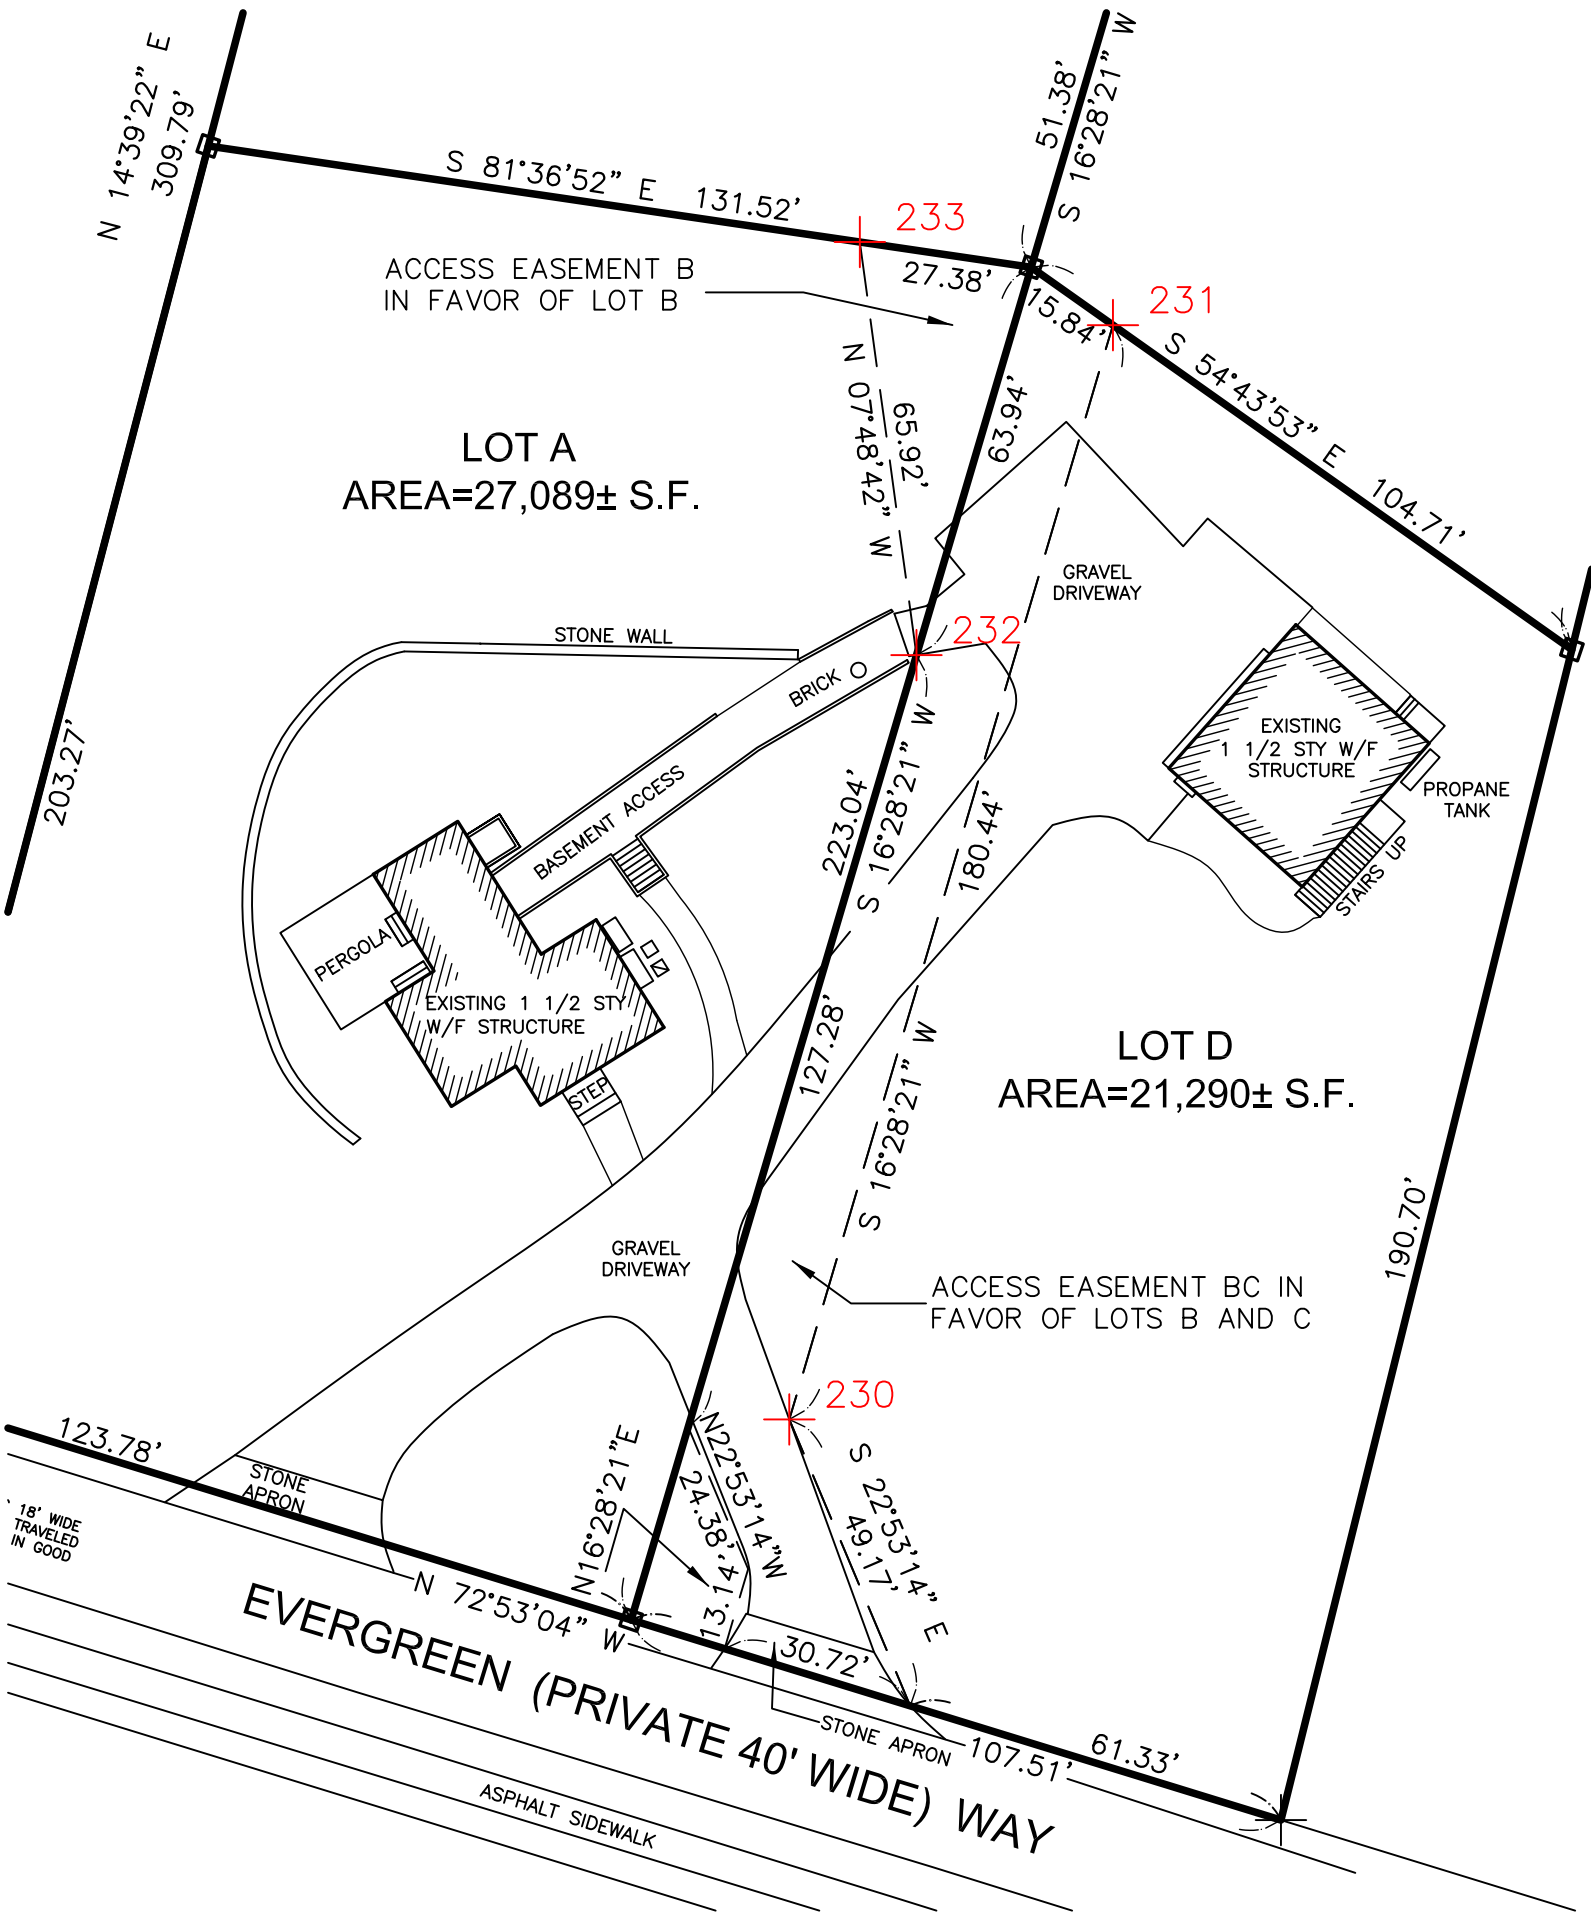 N 14°39'22" E
309.79'
S 81°36'52" E 131.52'
51.38'
S 16°28'21" W
233
27.38'
ACCESS EASEMENT B
IN FAVOR OF LOT B
231
15.84'
S 54°43'53" E 104.71'
N 07°48'42" W
65.92'
63.94'
LOT A
AREA=27,089± S.F.
GRAVEL
DRIVEWAY
STONE WALL
232
BRICK
203.27'
BASEMENT ACCESS
223.04'
S 16°28'21" W
180.44'
EXISTING
1 1/2 STY W/F
STRUCTURE
PROPANE
TANK
STAIRS UP
PERGOLA
EXISTING 1 1/2 STY
W/F STRUCTURE
STEP
127.28'
S 16°28'21" W
LOT D
AREA=21,290± S.F.
190.70'
GRAVEL
DRIVEWAY
ACCESS EASEMENT BC IN
FAVOR OF LOTS B AND C
230
123.78'
STONE
APRON
18' WIDE
TRAVELED
IN GOOD
N16°28'21"E
N22°53'14"W
24.38'
13.14'
S 22°53'14" E
49.17'
N 72°53'04" W
30.72'
STONE APRON
107.51'
61.33'
EVERGREEN (PRIVATE 40' WIDE) WAY
ASPHALT SIDEWALK